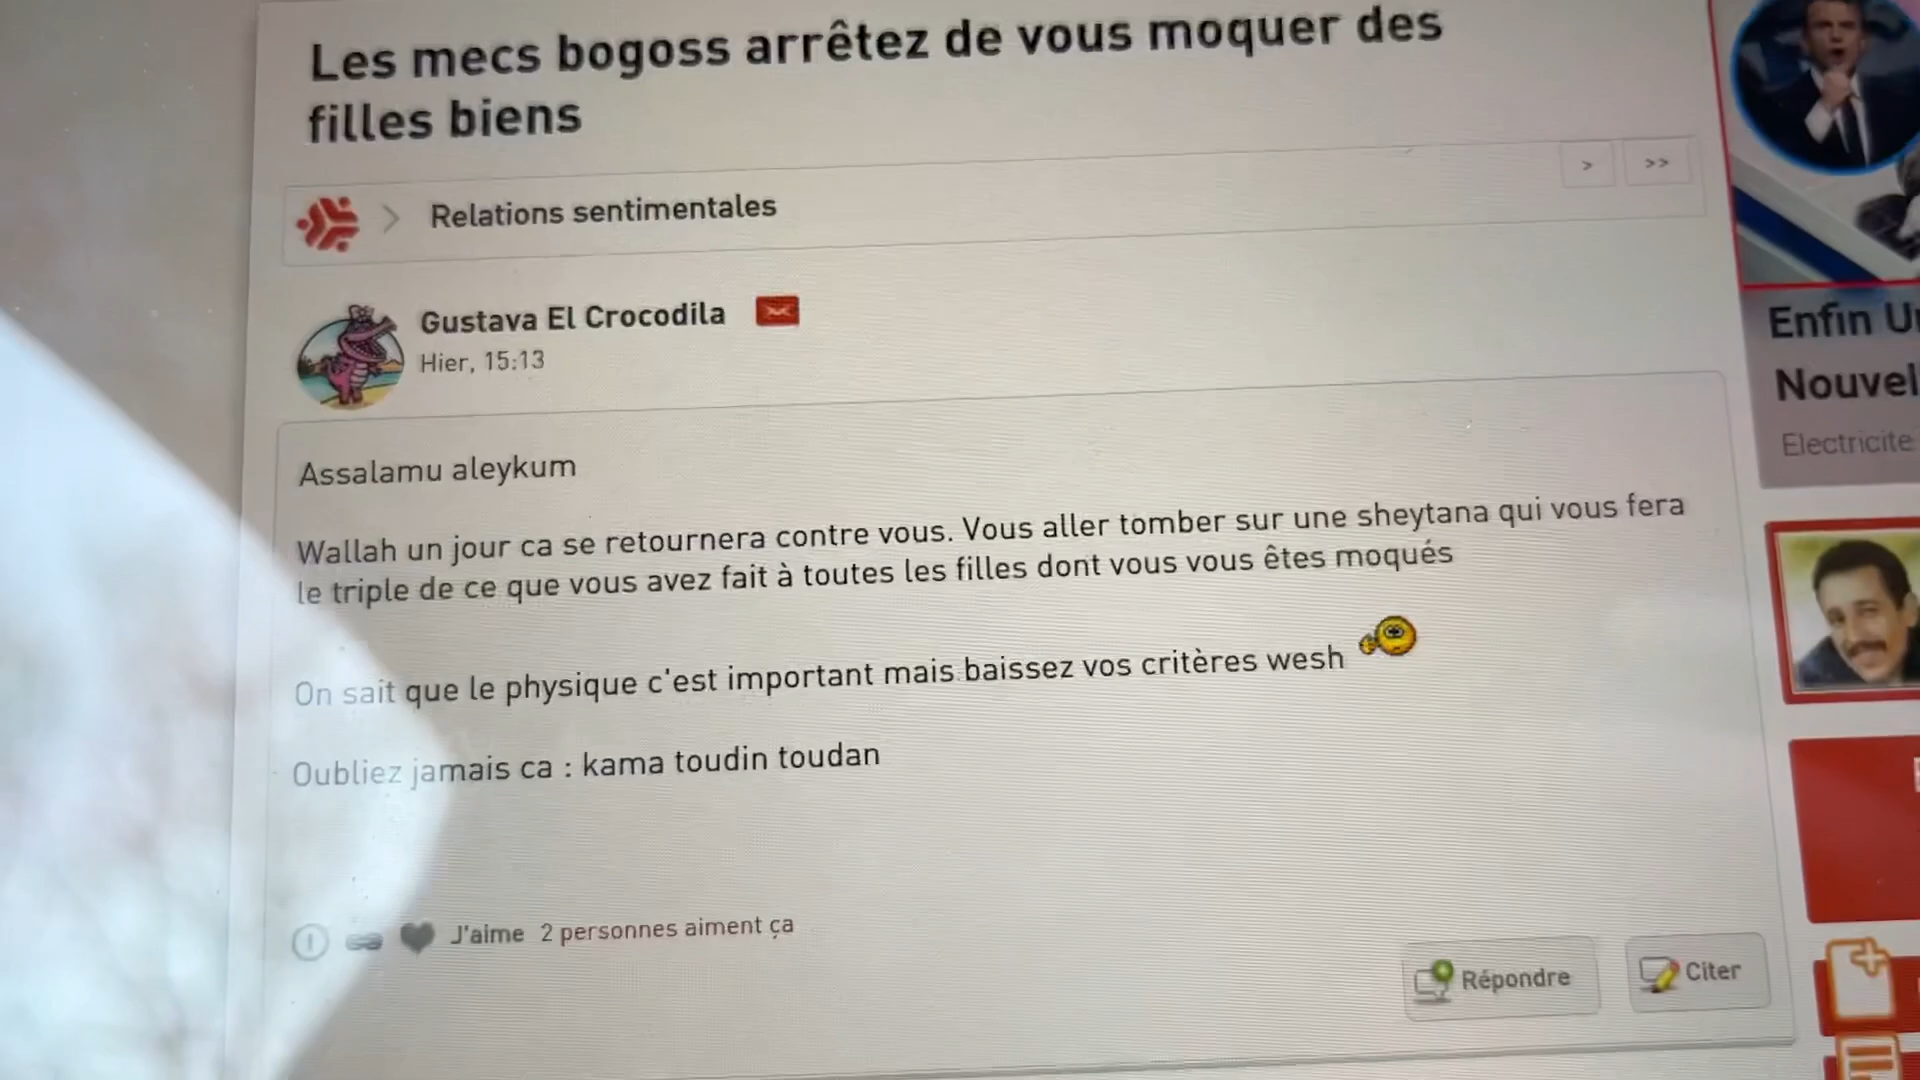 Les mecs bogoss arrêtez de vous moquer des
filles biens
> >>
Relations sentimentales
Gustava El Crocodila
Hier, 15:13
Assalamu aleykum
Wallah un jour ca se retournera contre vous. Vous aller tomber sur une sheytana qui vous fera
le triple de ce que vous avez fait à toutes les filles dont vous vous êtes moqués
On sait que le physique c'est important mais baissez vos critères wesh
Oubliez jamais ca : kama toudin toudan
J'aime 2 personnes aiment ça
Répondre
Citer
Enfin
Electricite